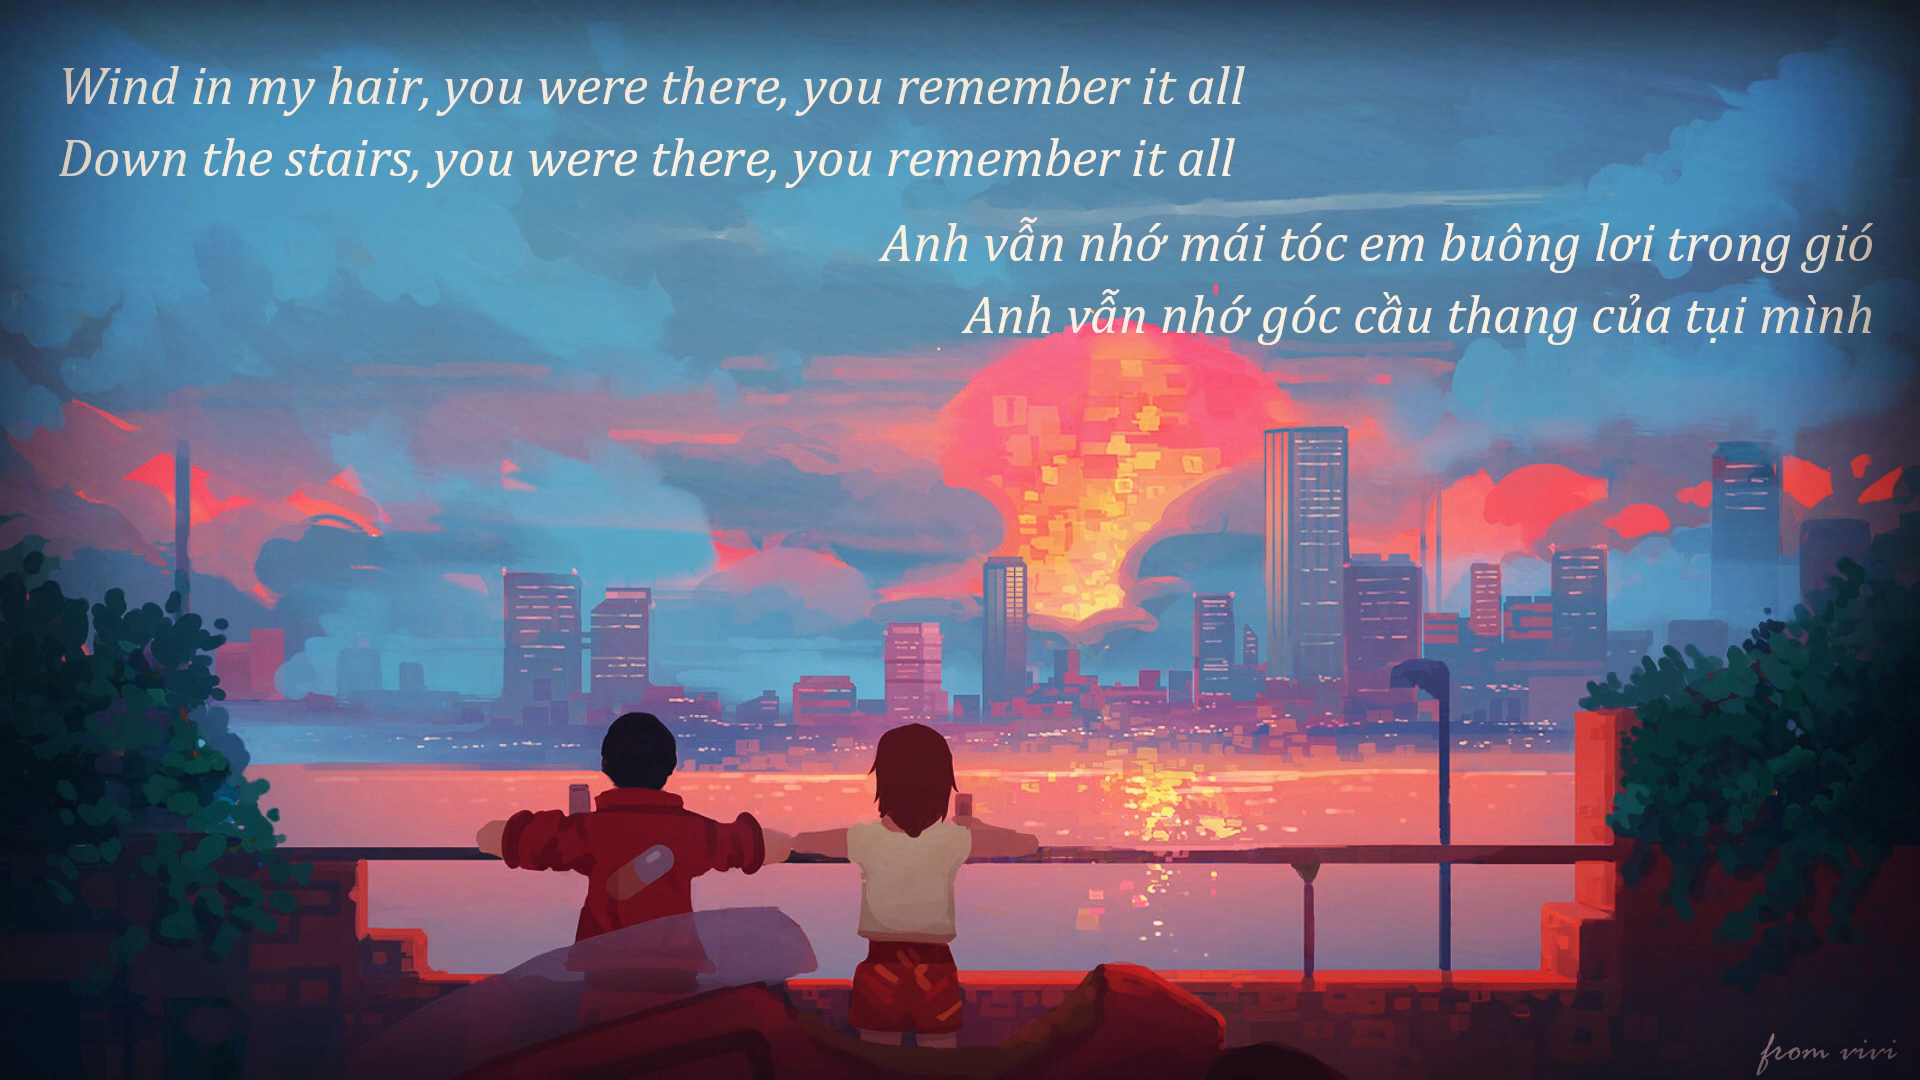 Wind in my hair, you were there, you remember it all
Down the stairs, you were there, you remember it all
Anh vẫn nhớ mái tóc em buông lơi trong gió
Anh vẫn nhớ góc cầu thang của tụi mình
from vivi